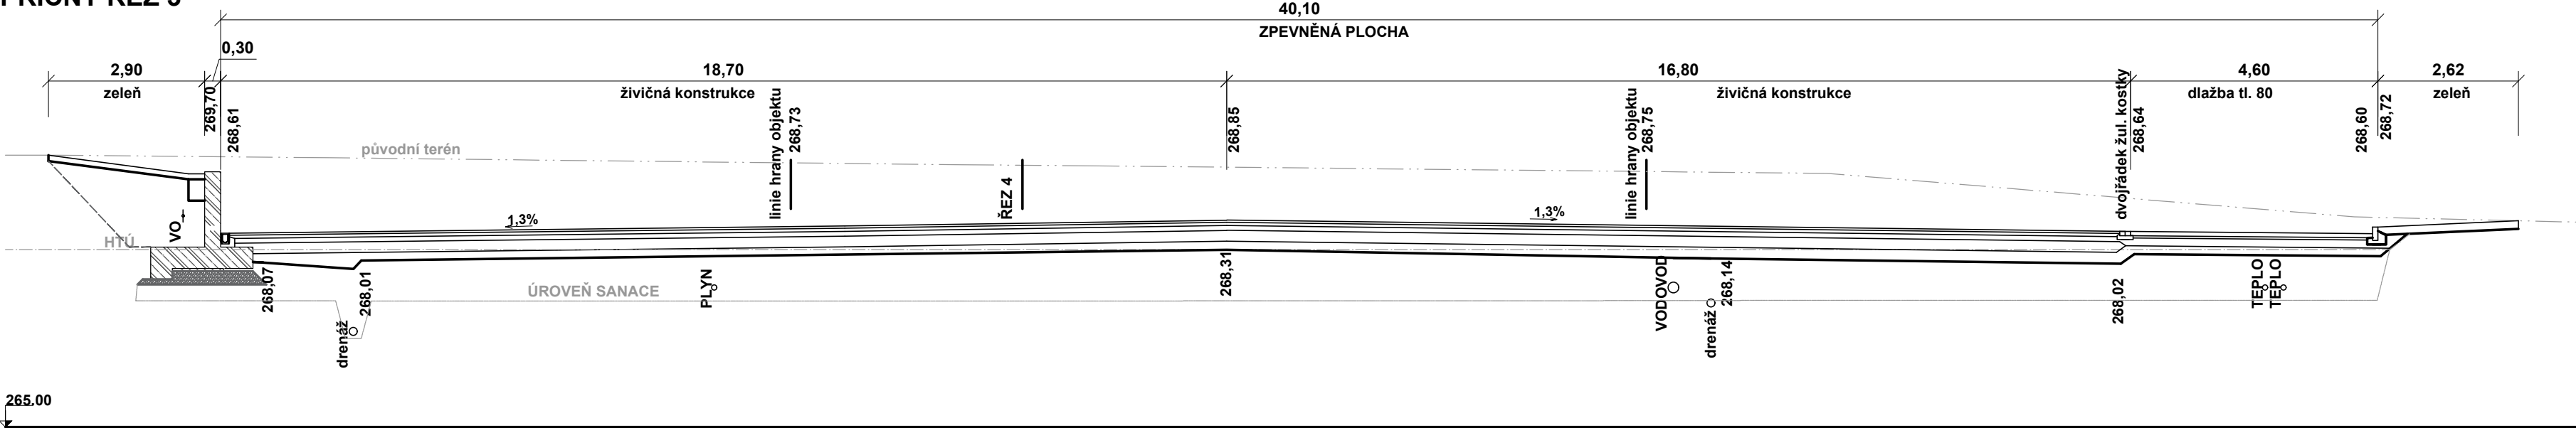 40,10
ZPEVNĚNÁ PLOCHA
0,30
2,90
18,70
16,80
4,60
2,62
zeleň
živičná konstrukce
živičná konstrukce
dlažba tl. 80
zeleň
269,70
268,61
linie hrany objektu
268,73
268,85
linie hrany objektu
268,75
dvojřádek žul. kostky
268,64
268,60
268,72
původní terén
ŘEZ 4
VO
1,3%
1,3%
HTÚ
268,07
268,01
ÚROVEŇ SANACE
PLYN
268,31
VODOVOD
268,14
268,02
TEPLO
TEPLO
drenáž
drenáž
265.00